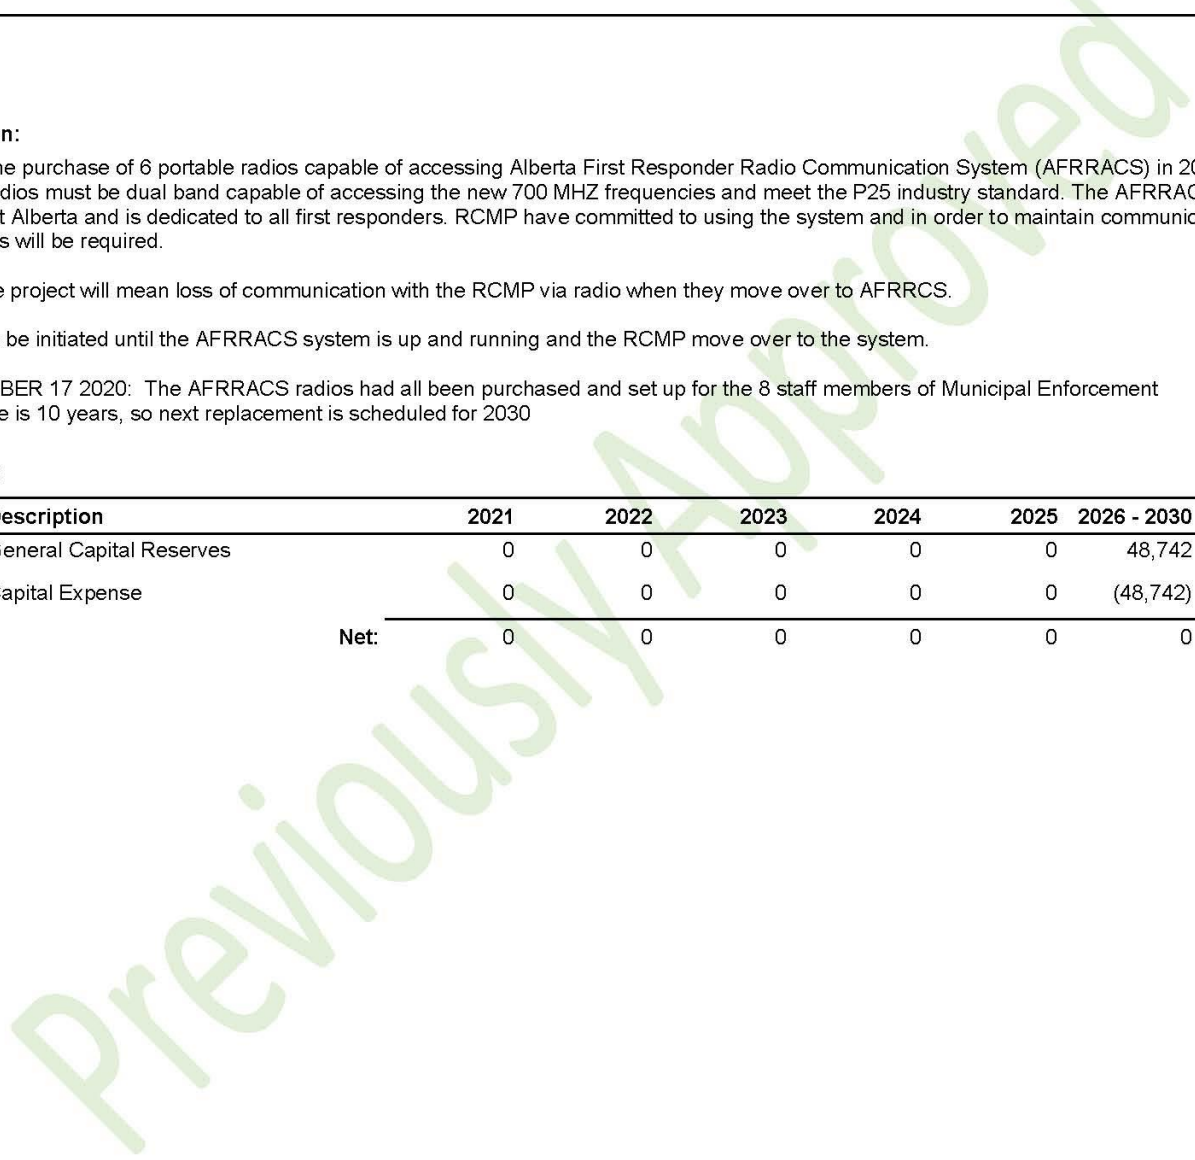 n:
ne purchase of 6 portable radios capable of accessing Alberta First Responder Radio Communication System (AFRRACS) in 20
dios must be dual band capable of accessing the new 700 MHZ frequencies and meet the P25 industry standard. The AFRRAC
t Alberta and is dedicated to all first responders. RCMP have committed to using the system and in order to maintain communic
s will be required.
e project will mean loss of communication with the RCMP via radio when they move over to AFRRCS.
be initiated until the AFRRACS system is up and running and the RCMP move over to the system.
BER 17 2020: The AFRRACS radios had all been purchased and set up for the 8 staff members of Municipal Enforcement
e is 10 years, so next replacement is scheduled for 2030
escription 2021 2022 2023 2024 2025 2026 - 2030
eneral Capital Reserves 0 0 0 0 0 48,742
apital Expense 0 0 0 0 0 (48,742)
Net: 0 0 0 0 0 0
Previously Approved